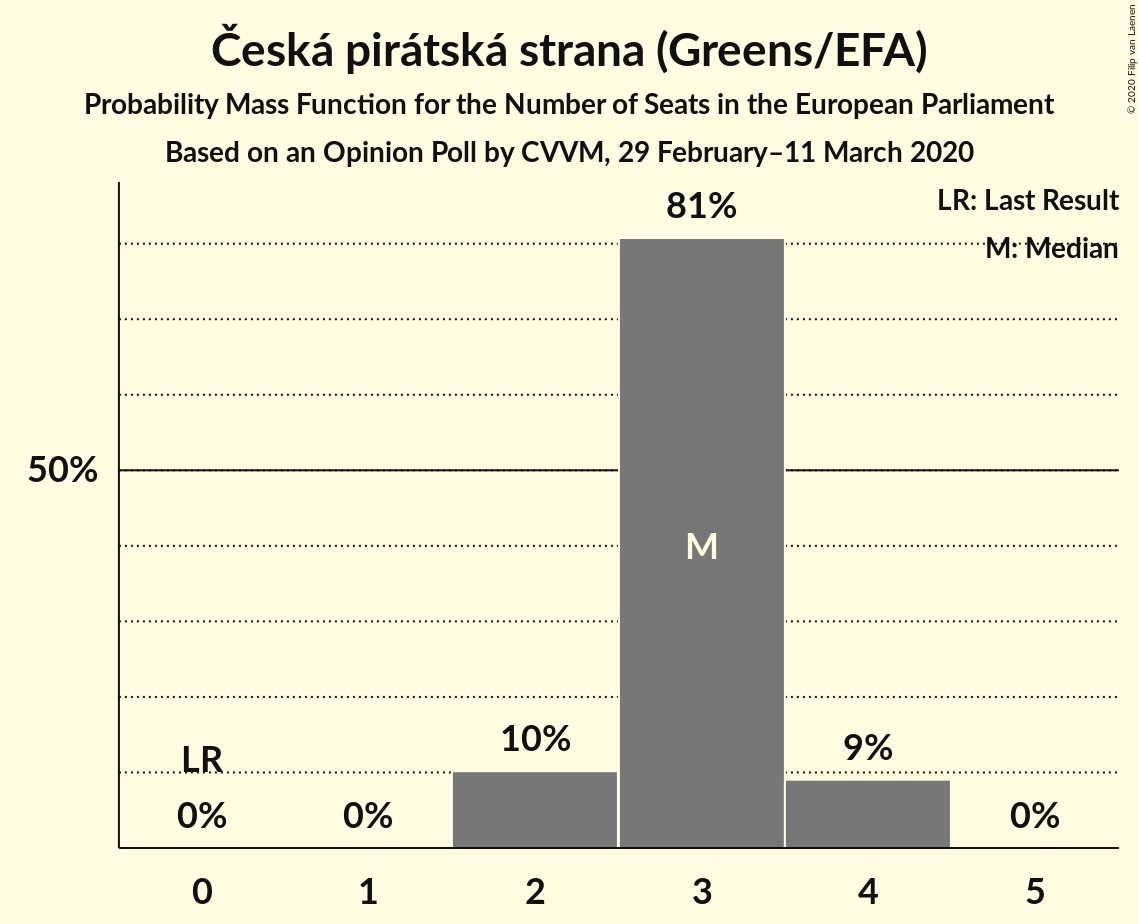 Česká pirátská strana (Greens/EFA)
Probability Mass Function for the Number of Seats in the European Parliament
Based on an Opinion Poll by CVVM, 29 February–11 March 2020
© 2020 Filip van Laenen
LR: Last Result
M: Median
81%
50%
M
10%
9%
LR
0%
0%
0%
0
1
2
3
4
5